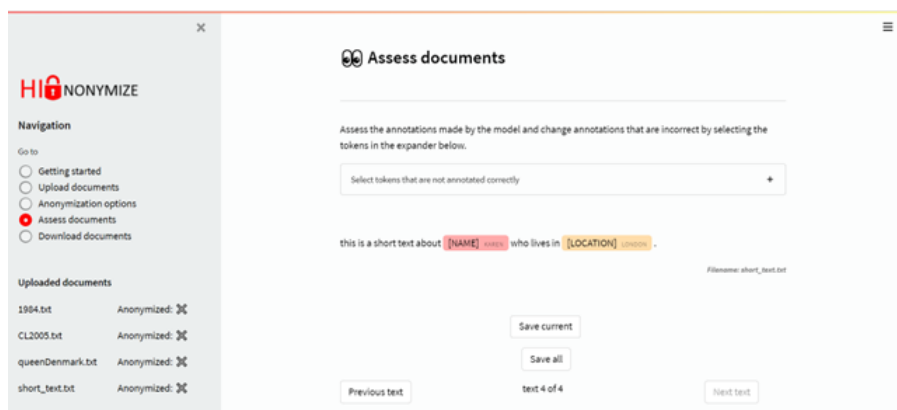 HI NONYMIZE
Navigation
Go to
Getting started
Upload documents
Anonymization options
Assess documents
Download documents
Uploaded documents
1984.txt Anonymized:
CL2005.txt Anonymized:
queenDenmark.txt Anonymized:
short_text.txt Anonymized:
Assess documents
Assess the annotations made by the model and change annotations that are incorrect by selecting the
tokens in the expander below.
Select tokens that are not annotated correctly +
this is a short text about [NAME] KAREN who lives in [LOCATION] LONDON .
Filename: short_text.txt
Save current
Save all
Previous text text 4 of 4 Next text